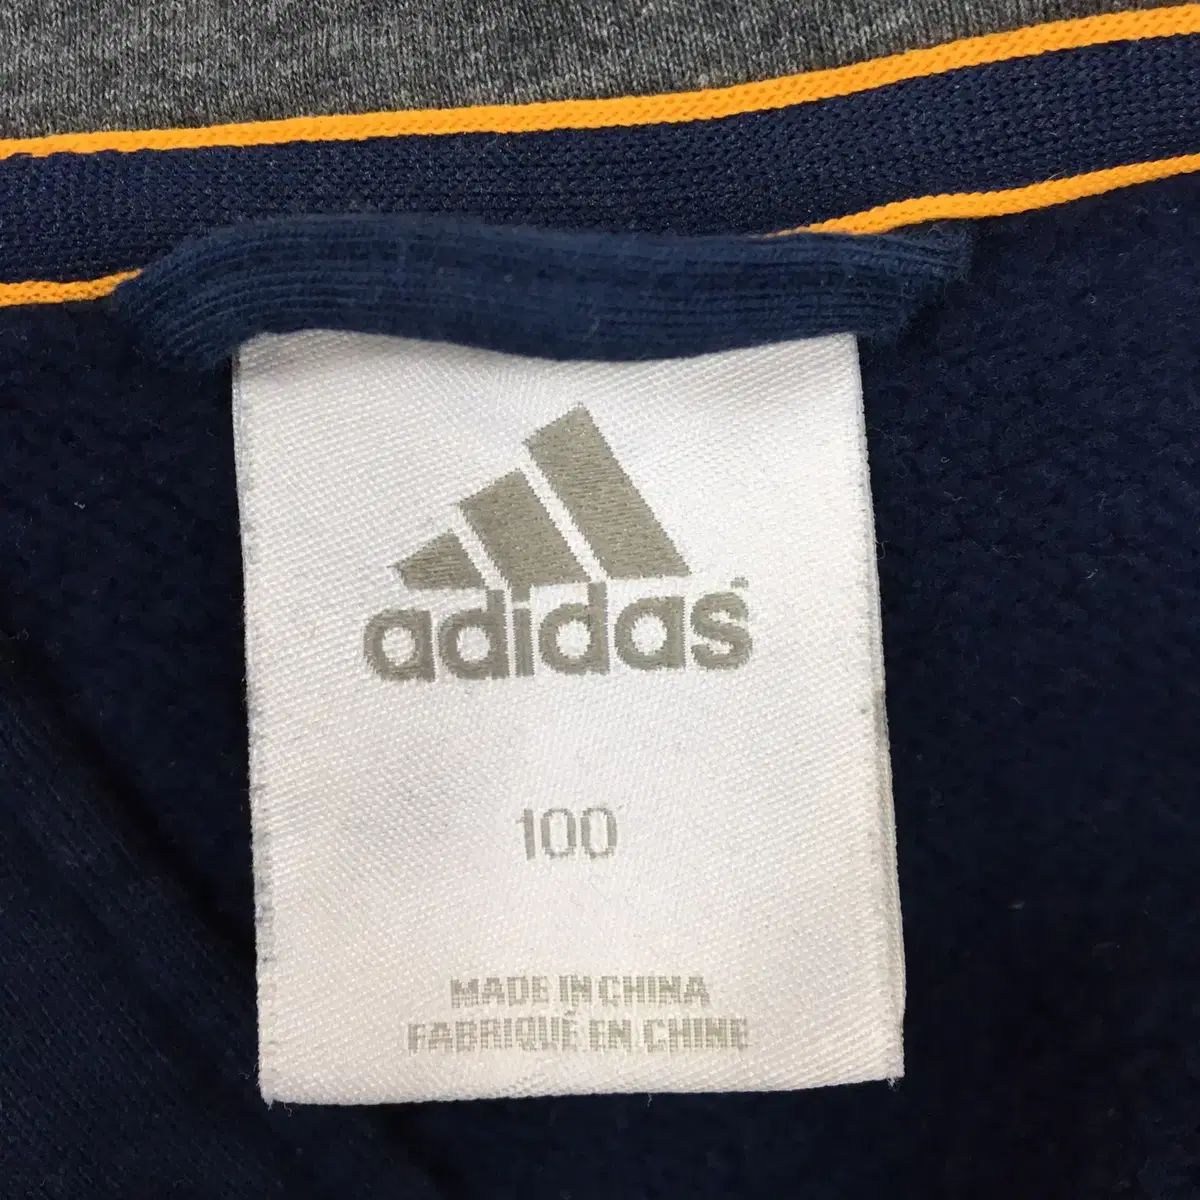 adidas
100
MADE IN CHINA
FABRIQUÉ EN CHINE